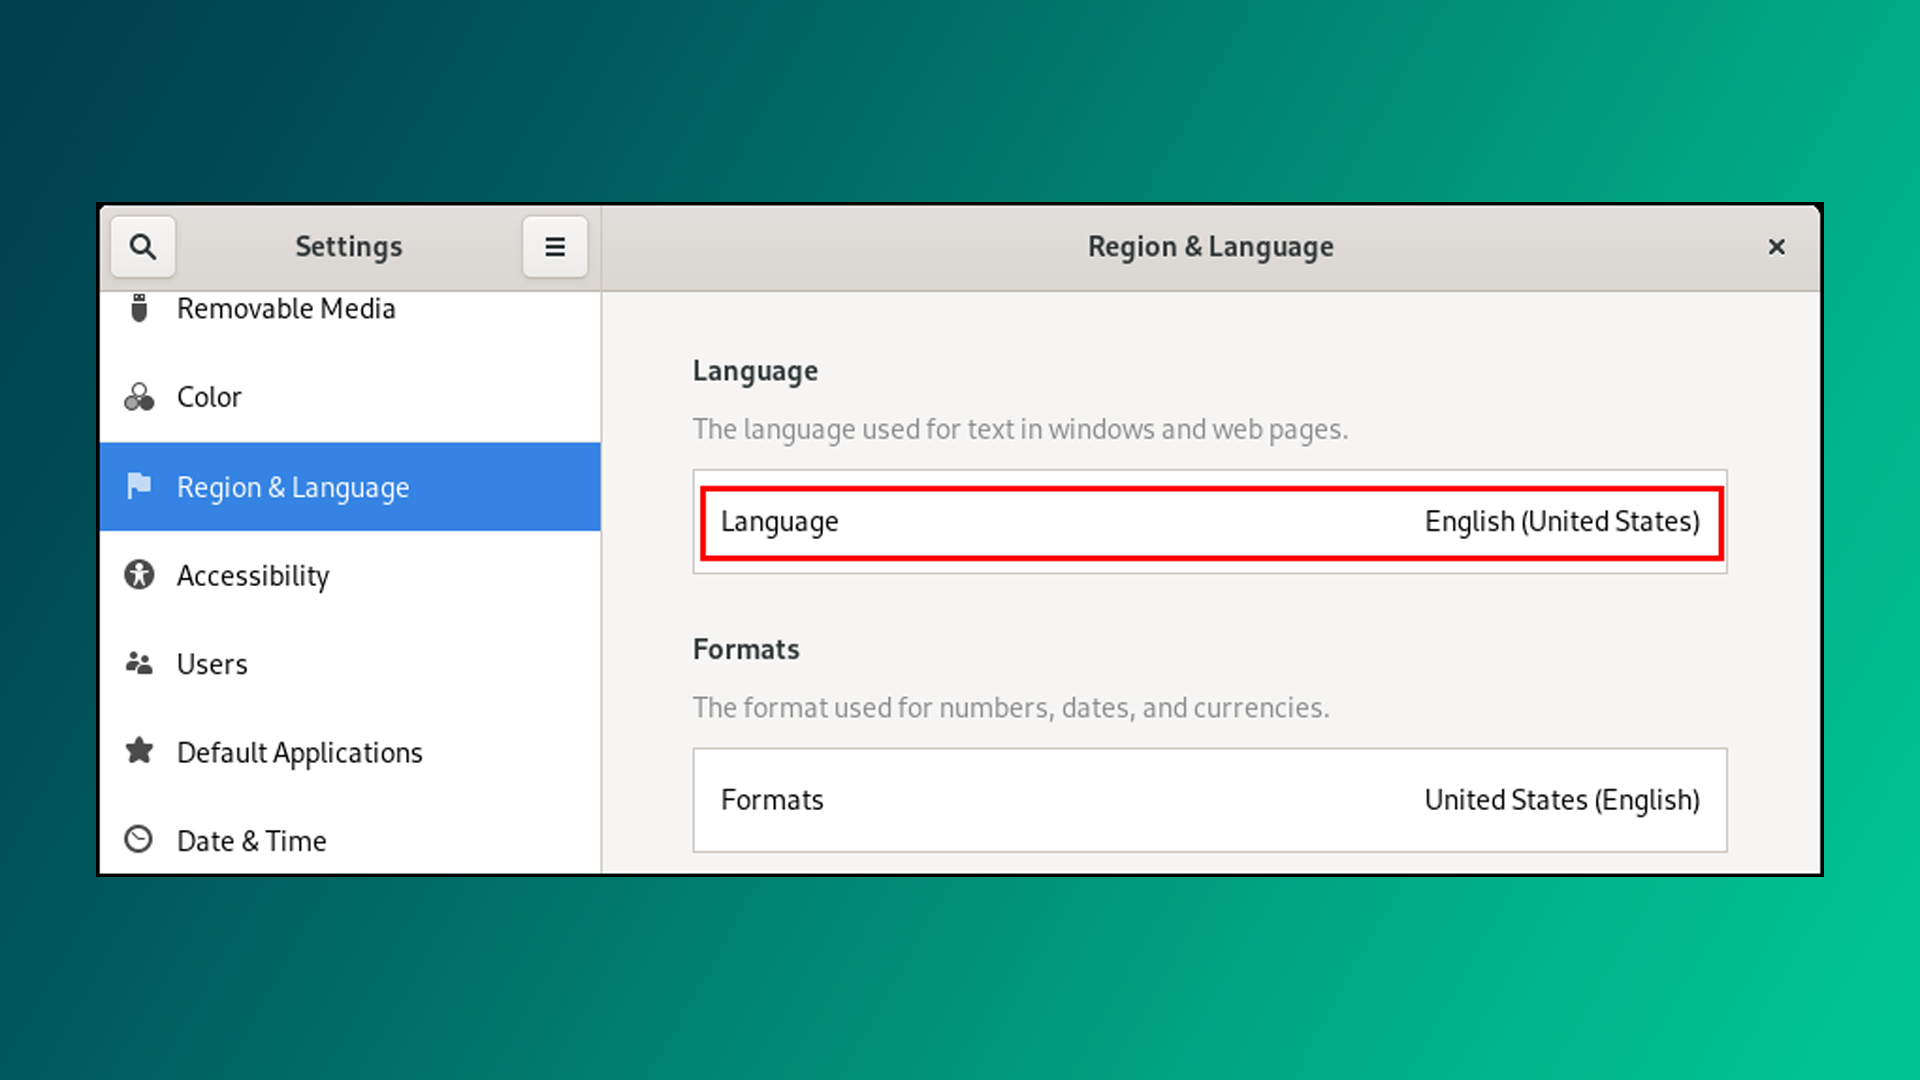 Settings
Region & Language
Removable Media
Color
Region & Language
Accessibility
Users
Default Applications
Date & Time
Language
The language used for text in windows and web pages.
Language English (United States)
Formats
The format used for numbers, dates, and currencies.
Formats United States (English)